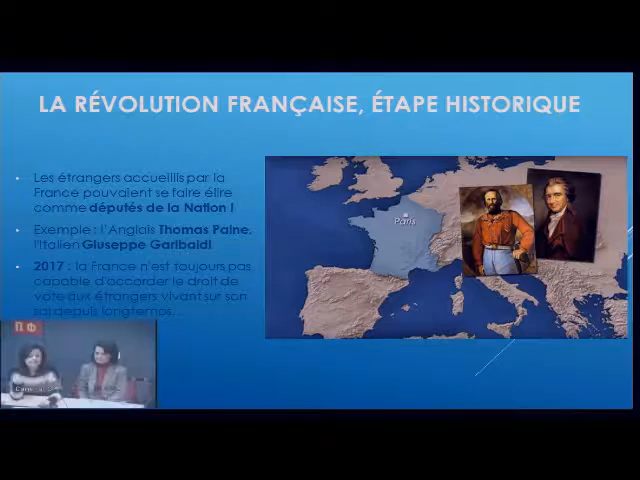 LA RÉVOLUTION FRANÇAISE, ÉTAPE HISTORIQUE
• Les étrangers accueillis par la
France pouvaient se faire élire
comme députés de la Nation !
• Exemple : l'Anglais Thomas Paine,
l'Italien Giuseppe Garibaldi
• 2017 : la France n'est toujours pas
capable d'accorder le droit de
vote aux étrangers vivant sur son
sol depuis longtemps…
Paris